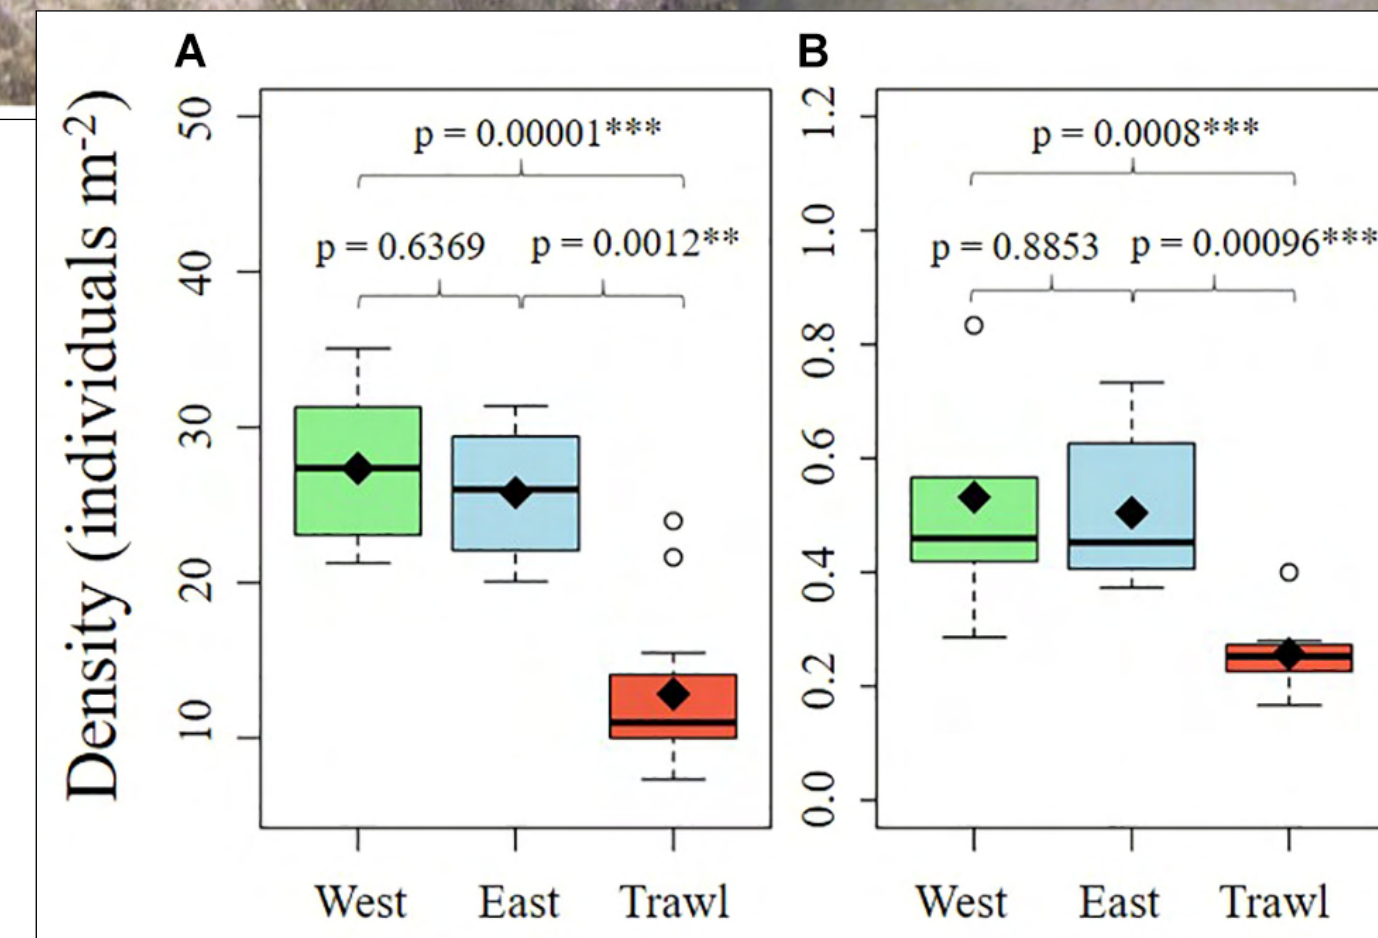 A
Density (individuals m-2)
50
40
30
20
10
p = 0.00001***
p = 0.6369
p = 0.0012**
West
East
Trawl
B
1.2
1.0
0.8
0.6
0.4
0.2
0.0
p = 0.0008***
p = 0.8853
p = 0.00096***
West
East
Trawl